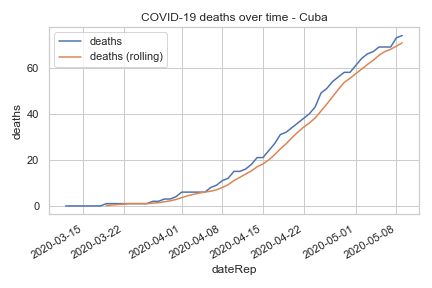 COVID-19 deaths over time - Cuba
deaths
deaths (rolling)
deaths
60
40
20
0
2020-03-15
2020-03-22
2020-04-01
2020-04-08
2020-04-15
2020-04-22
2020-05-01
2020-05-08
dateRep